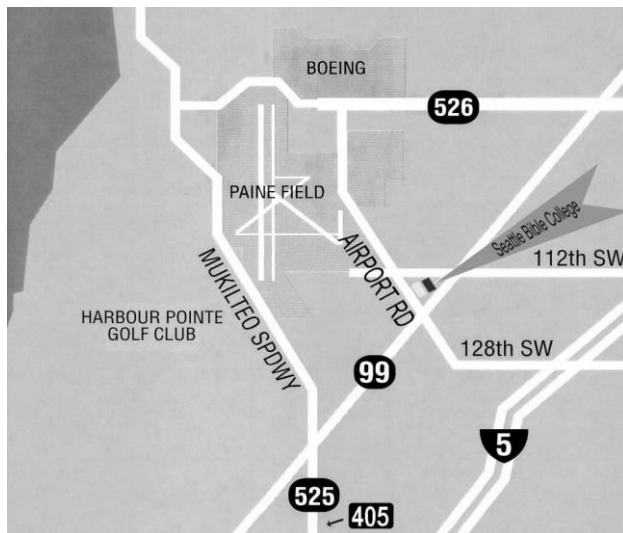 BOEING
526
PAINE FIELD
Seattle Bible College
112th SW
AIRPORT RD
MUKILTEO SPDWY
HARBOUR POINTE
GOLF CLUB
128th SW
99
5
525
← 405